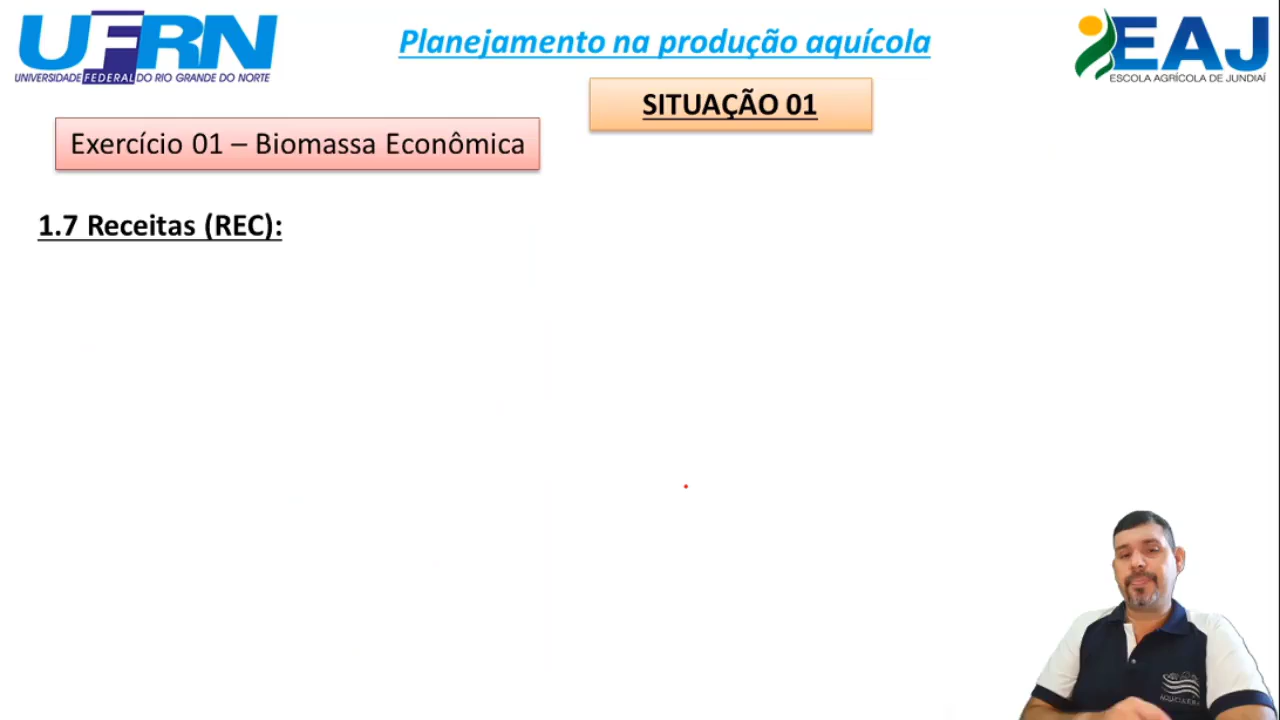 UFRN
UNIVERSIDADE FEDERAL DO RIO GRANDE DO NORTE
Planejamento na produção aquícola
EAJ
ESCOLA AGRÍCOLA DE JUNDIAÍ
SITUAÇÃO 01
Exercício 01 – Biomassa Econômica
1.7 Receitas (REC):